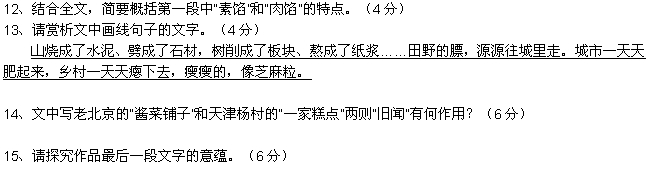 12、结合全文，简要概括第一段中“素馅”和“肉馅”的特点。（4 分）
13、请赏析文中画线句子的文字。（4 分）
山烧成了水泥、劈成了石材，树削成了板块、熬成了纸浆……田野的膘，源源往城里走。城市一天天
肥起来，乡村一天天瘪下去，瘦瘦的，像芝麻粒。
14、文中写老北京的“酱菜铺子”和天津杨村的“一家糕点”两则“旧闻”有何作用？（6 分）
15、请探究作品最后一段文字的意蕴。（6 分）